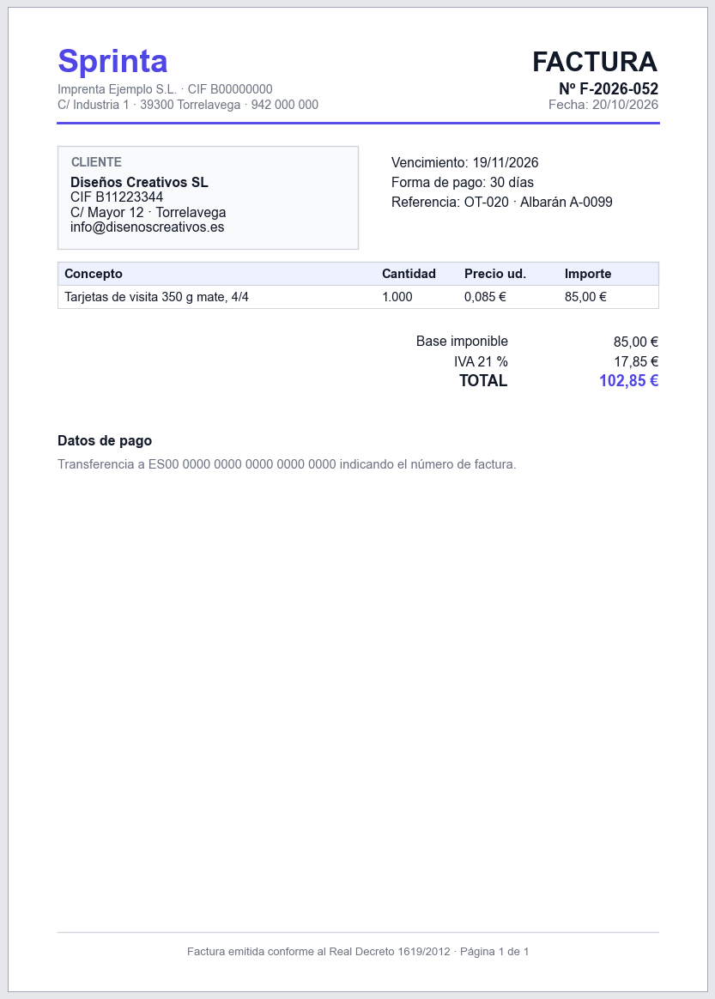 Sprinta
Imprenta Ejemplo S.L. · CIF B00000000
C/ Industria 1 · 39300 Torrelavega · 942 000 000
FACTURA
Nº F-2026-052
Fecha: 20/10/2026
CLIENTE
Diseños Creativos SL
CIF B11223344
C/ Mayor 12 · Torrelavega
info@disenoscreativos.es
Vencimiento: 19/11/2026
Forma de pago: 30 días
Referencia: OT-020 · Albarán A-0099
Concepto Cantidad Precio ud. Importe
Tarjetas de visita 350 g mate, 4/4 1.000 0,085 € 85,00 €
Base imponible 85,00 €
IVA 21 % 17,85 €
TOTAL 102,85 €
Datos de pago
Transferencia a ES00 0000 0000 0000 0000 0000 indicando el número de factura.
Factura emitida conforme al Real Decreto 1619/2012 · Página 1 de 1